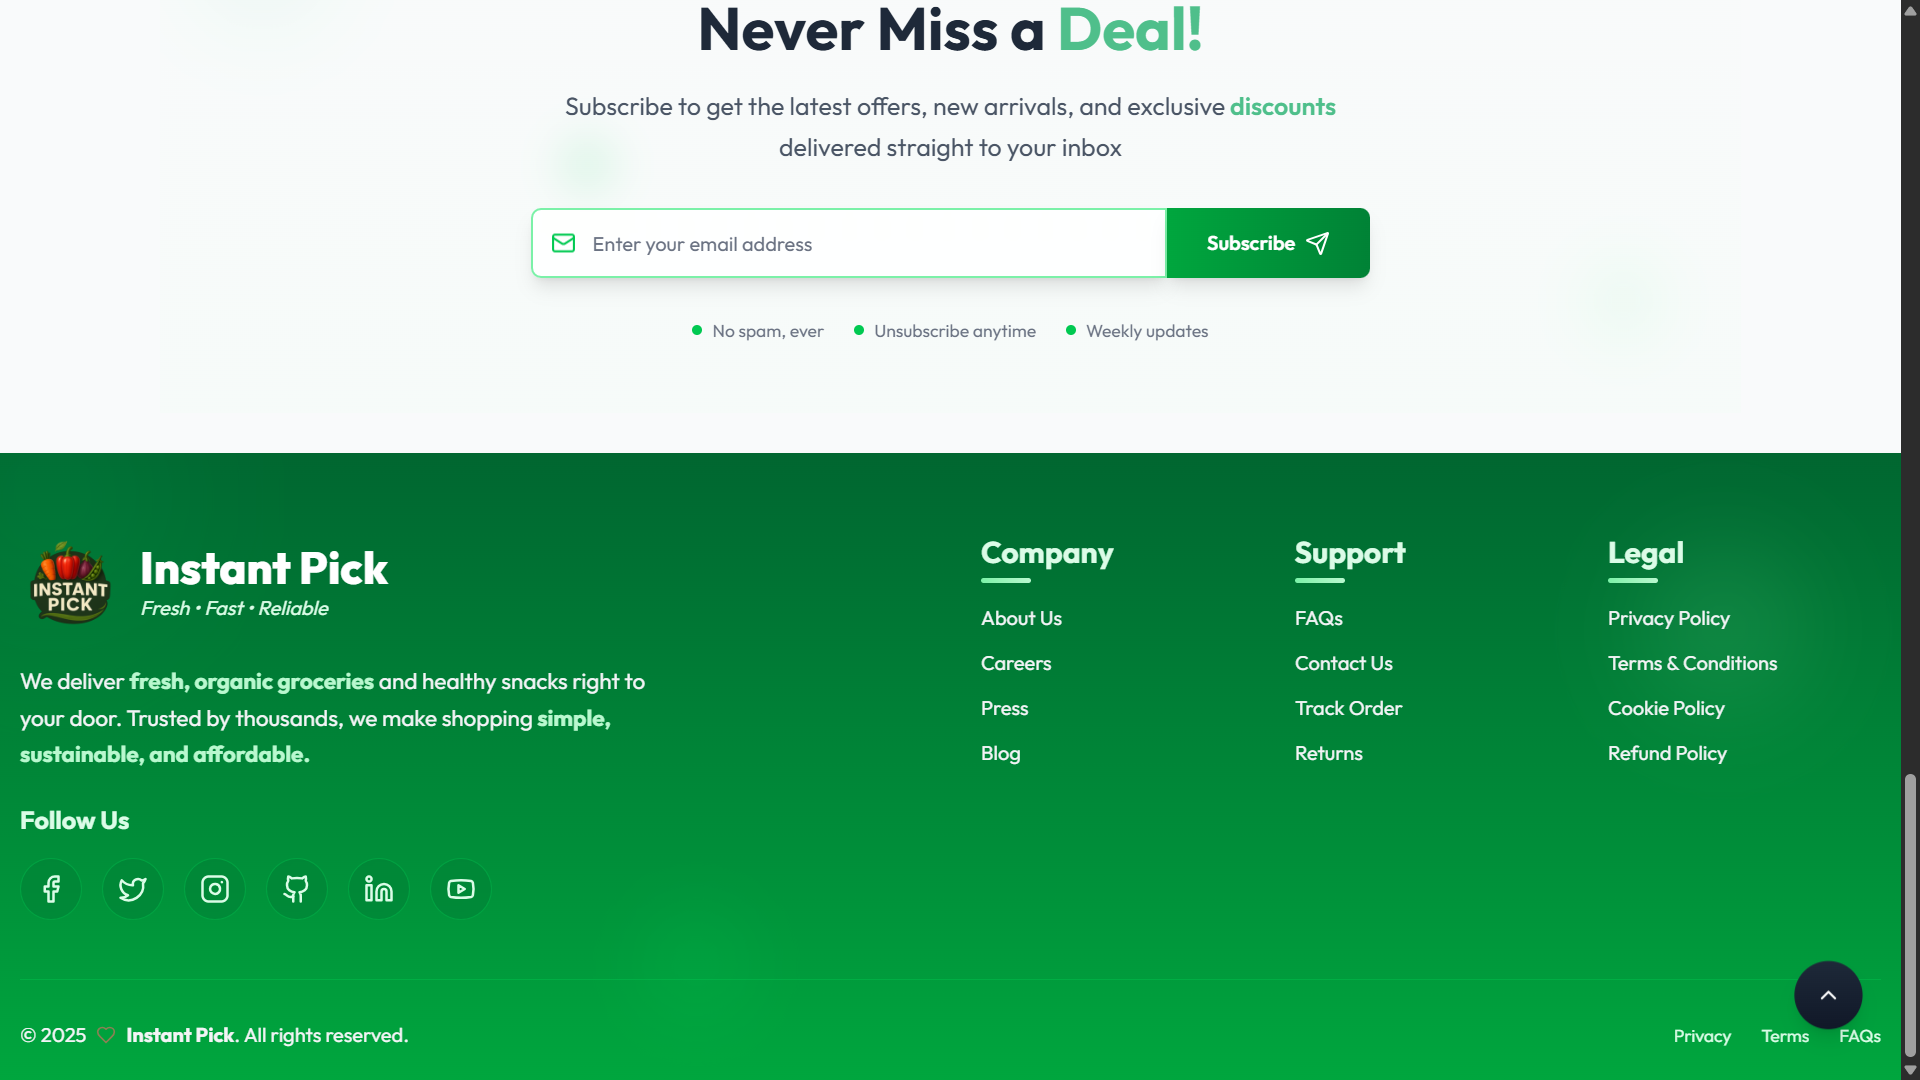 Never Miss a Deal!
Subscribe to get the latest offers, new arrivals, and exclusive discounts
delivered straight to your inbox
Enter your email address
Subscribe
No spam, ever
Unsubscribe anytime
Weekly updates
INSTANT
PICK
Instant Pick
Fresh • Fast • Reliable
We deliver fresh, organic groceries and healthy snacks right to
your door. Trusted by thousands, we make shopping simple,
sustainable, and affordable.
Follow Us
Company
About Us
Careers
Press
Blog
Support
FAQs
Contact Us
Track Order
Returns
Legal
Privacy Policy
Terms & Conditions
Cookie Policy
Refund Policy
© 2025 Instant Pick. All rights reserved.
Privacy
Terms
FAQs